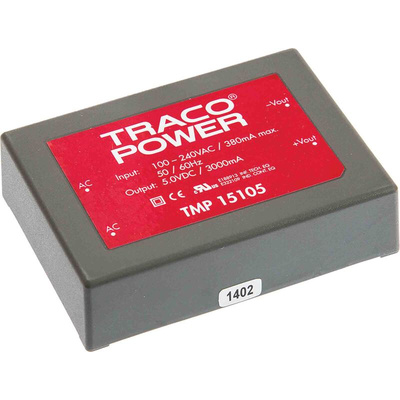 TRACO®
POWER
Input: 100 – 240VAC / 380mA max.
50 / 60Hz
Output: 5.0VDC / 3000mA
TMP 15105
AC
AC
–Vout
+Vout
1402